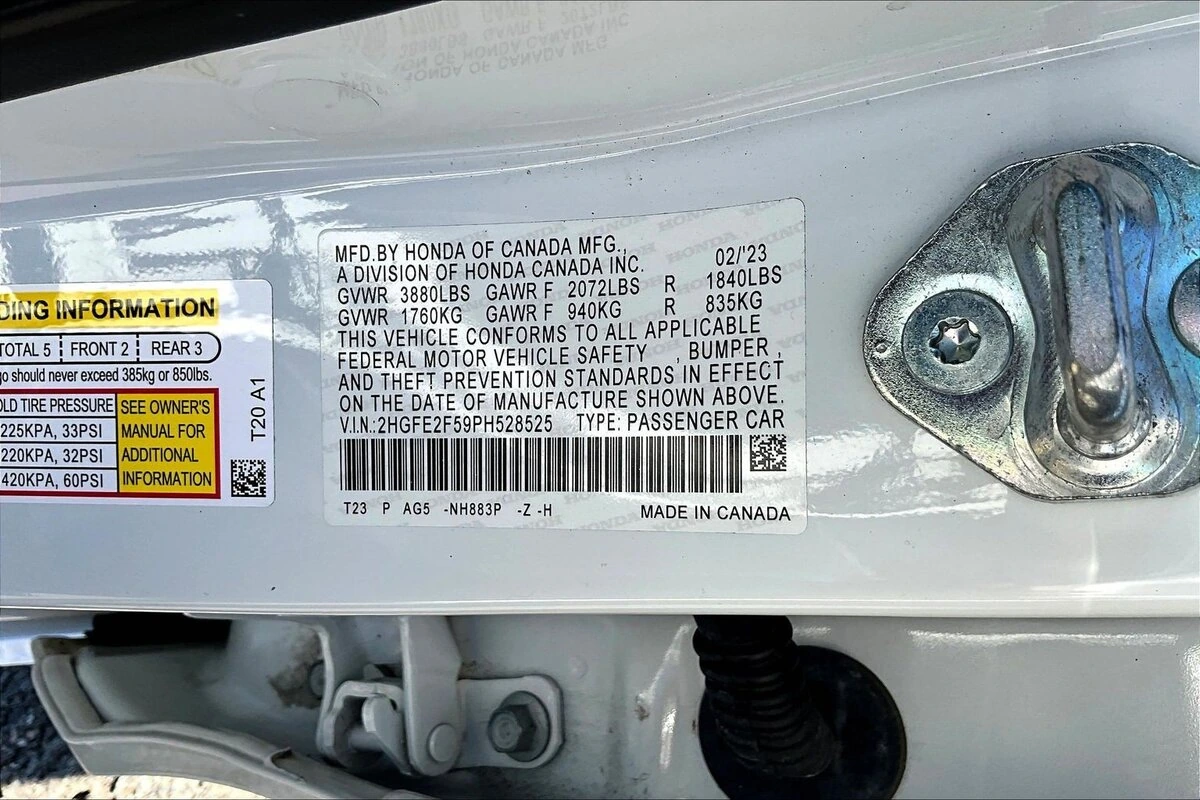 DING INFORMATION
TOTAL 5 FRONT 2 REAR 3
go should never exceed 385kg or 850lbs.
OLD TIRE PRESSURE
225KPA, 33PSI
220KPA, 32PSI
420KPA, 60PSI
SEE OWNER'S
MANUAL FOR
ADDITIONAL
INFORMATION
T20 A1
MFD.BY HONDA OF CANADA MFG., 02/'23
A DIVISION OF HONDA CANADA INC.
GVWR 3880LBS GAWR F 2072LBS R 1840LBS
GVWR 1760KG GAWR F 940KG R 835KG
THIS VEHICLE CONFORMS TO ALL APPLICABLE
FEDERAL MOTOR VEHICLE SAFETY , BUMPER ,
AND THEFT PREVENTION STANDARDS IN EFFECT
ON THE DATE OF MANUFACTURE SHOWN ABOVE.
V.I.N.:2HGFE2F59PH528525 TYPE: PASSENGER CAR
T23 P AG5 -NH883P -Z -H MADE IN CANADA